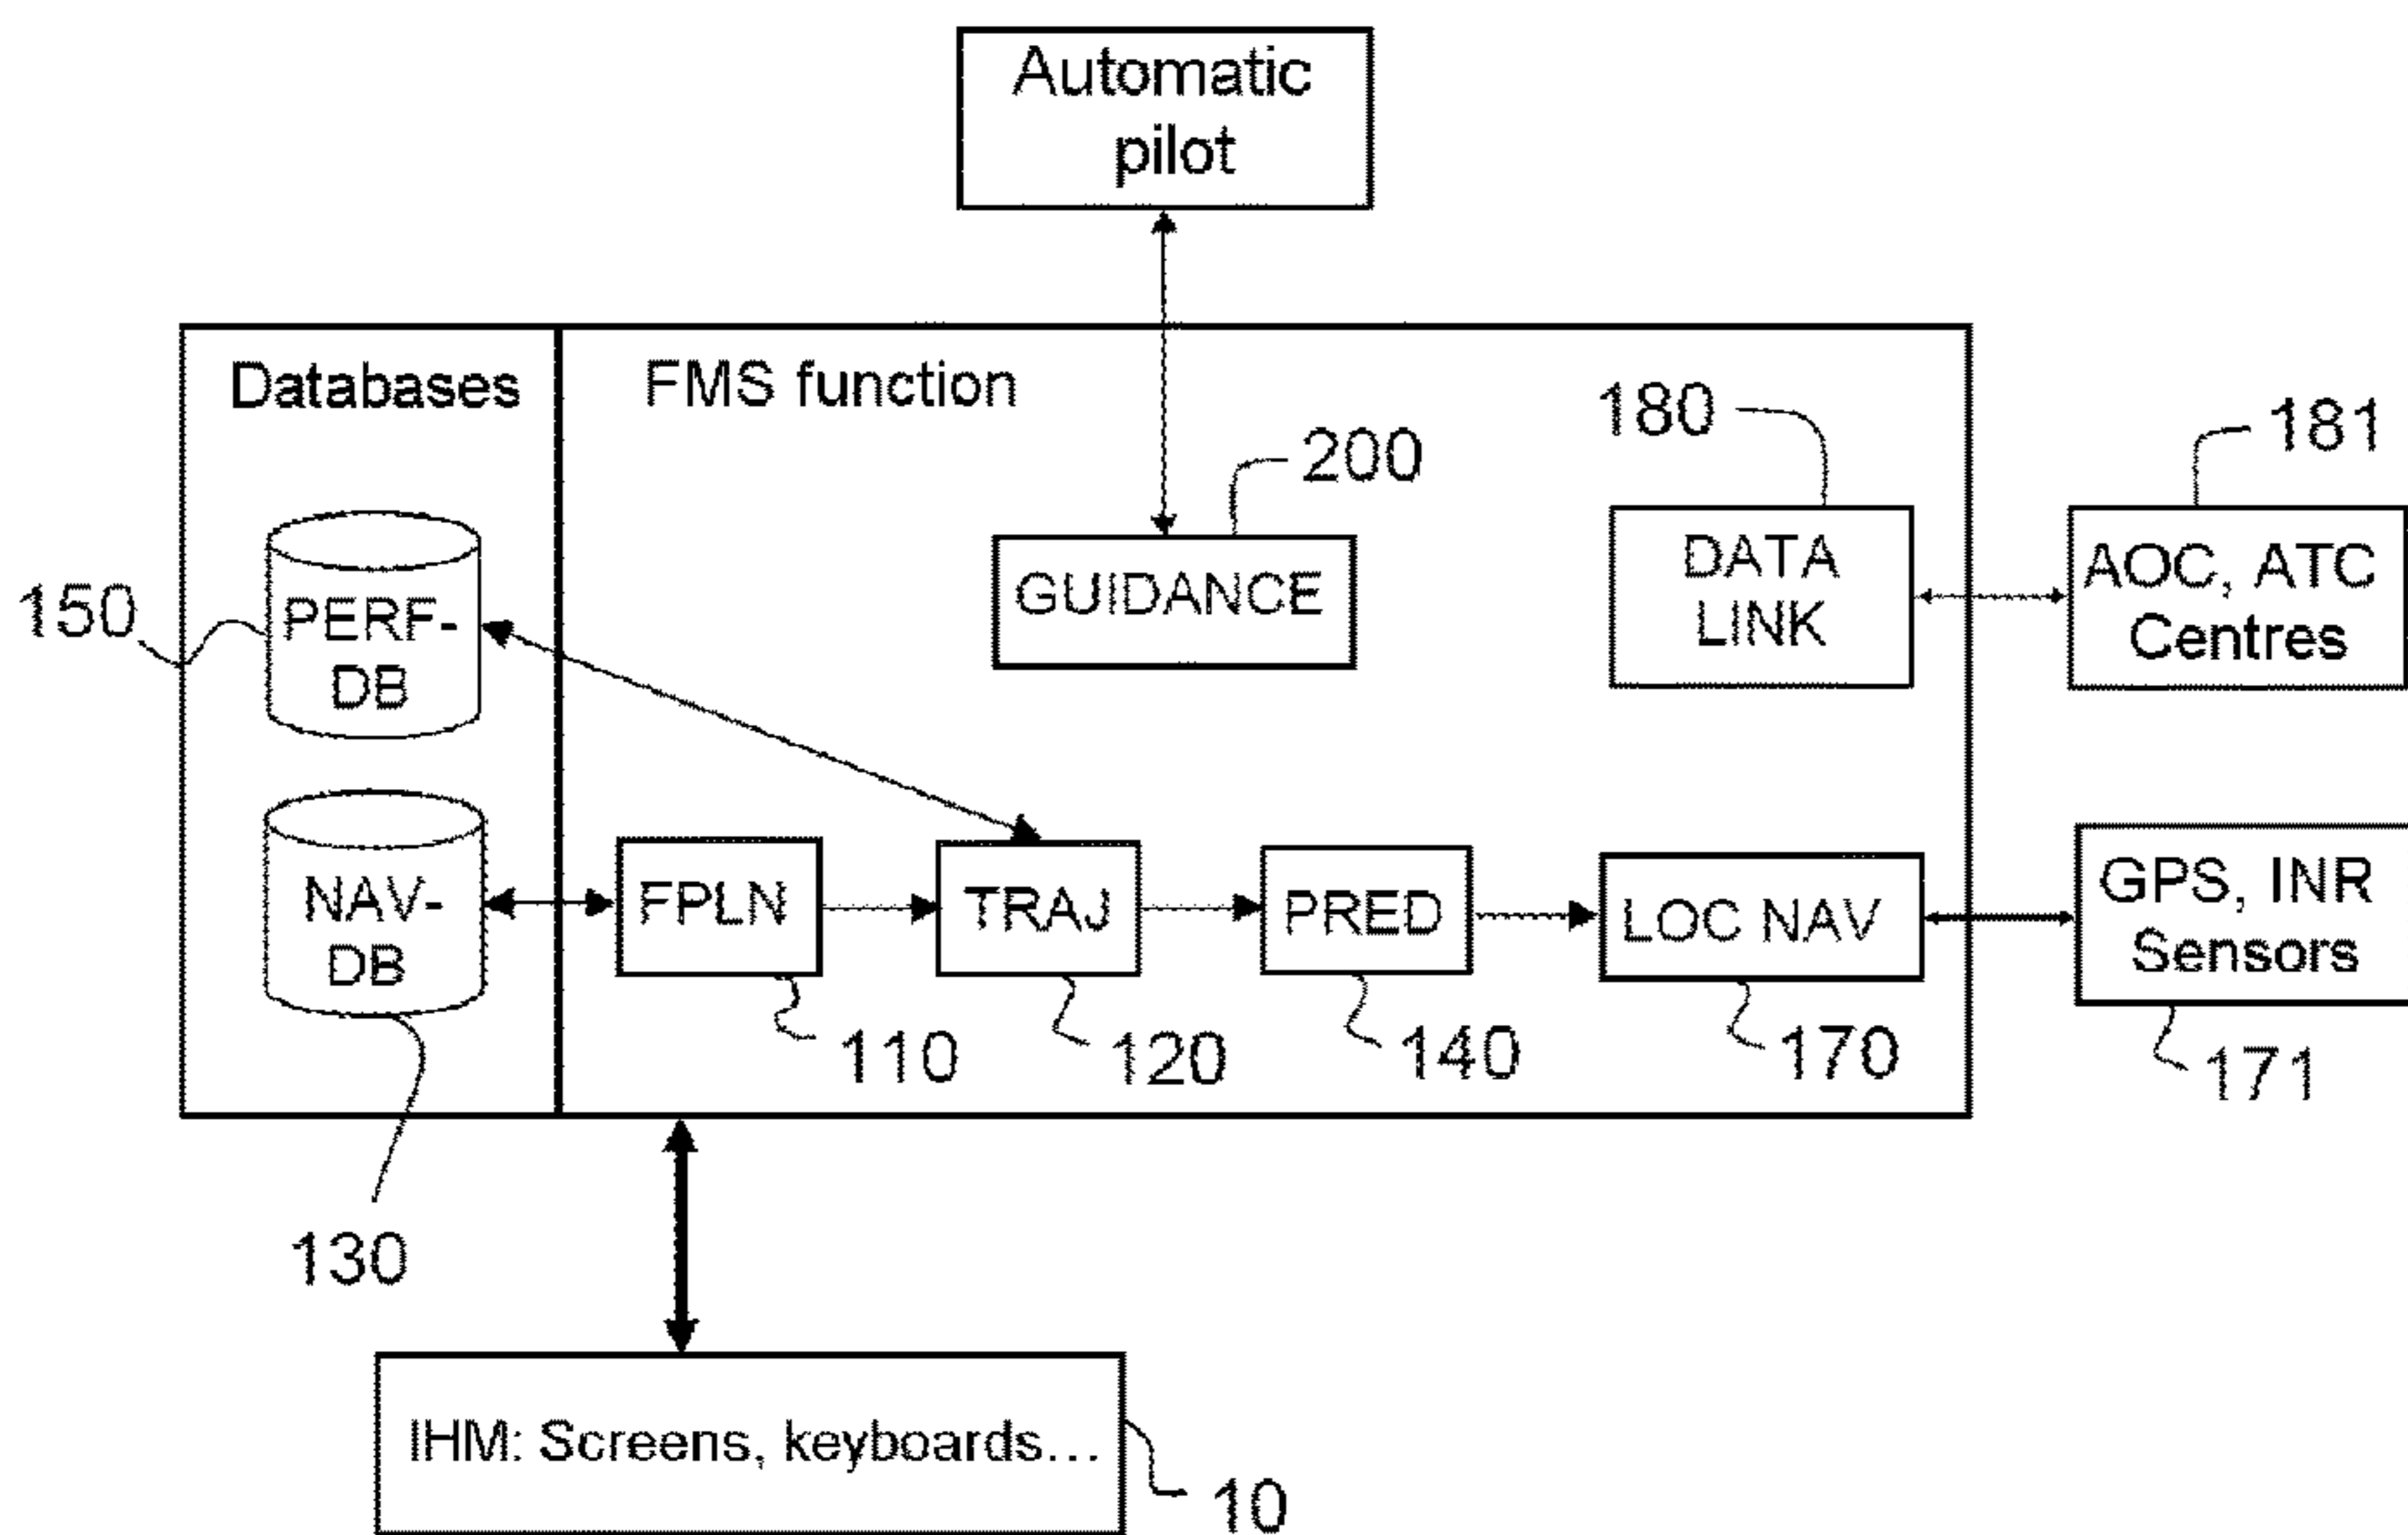 Automatic
pilot
Databases
FMS function
180
181
200
150
PERF-
DB
GUIDANCE
DATA
LINK
AOC, ATC
Centres
NAV-
DB
FPLN
TRAJ
PRED
LOC NAV
GPS, INR
Sensors
110
120
140
170
171
130
IHM: Screens, keyboards...
10